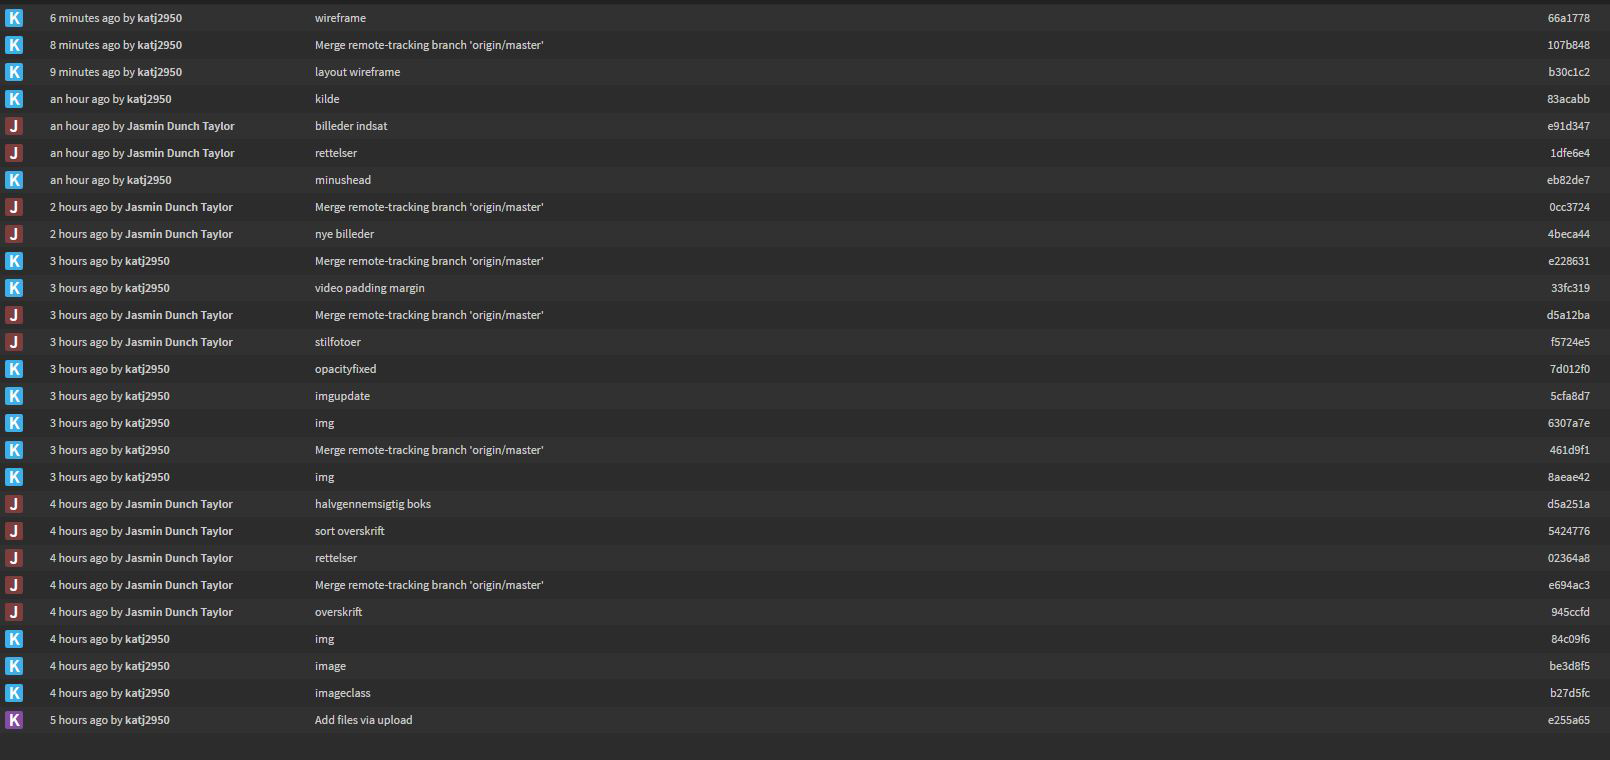 K 6 minutes ago by katj2950 wireframe 66a1778
K 8 minutes ago by katj2950 Merge remote-tracking branch 'origin/master' 107b848
K 9 minutes ago by katj2950 layout wireframe b30c1c2
K an hour ago by katj2950 kilde 83acabb
J an hour ago by Jasmin Dunch Taylor billeder indsat e91d347
J an hour ago by Jasmin Dunch Taylor rettelser 1dfe6e4
K an hour ago by katj2950 minushead eb82de7
J 2 hours ago by Jasmin Dunch Taylor Merge remote-tracking branch 'origin/master' 0cc3724
J 2 hours ago by Jasmin Dunch Taylor nye billeder 4beca44
K 3 hours ago by katj2950 Merge remote-tracking branch 'origin/master' e228631
K 3 hours ago by katj2950 video padding margin 33fc319
J 3 hours ago by Jasmin Dunch Taylor Merge remote-tracking branch 'origin/master' d5a12ba
J 3 hours ago by Jasmin Dunch Taylor stilfotoer f5724e5
K 3 hours ago by katj2950 opacityfixed 7d012f0
K 3 hours ago by katj2950 imgupdate 5cfa8d7
K 3 hours ago by katj2950 img 6307a7e
K 3 hours ago by katj2950 Merge remote-tracking branch 'origin/master' 461d9f1
K 3 hours ago by katj2950 img 8aeae42
J 4 hours ago by Jasmin Dunch Taylor halvgennemsigtig boks d5a251a
J 4 hours ago by Jasmin Dunch Taylor sort overskrift 5424776
J 4 hours ago by Jasmin Dunch Taylor rettelser 02364a8
J 4 hours ago by Jasmin Dunch Taylor Merge remote-tracking branch 'origin/master' e694ac3
J 4 hours ago by Jasmin Dunch Taylor overskrift 945ccfd
K 4 hours ago by katj2950 img 84c09f6
K 4 hours ago by katj2950 image be3d8f5
K 4 hours ago by katj2950 imageclass b27d5fc
K 5 hours ago by katj2950 Add files via upload e255a65